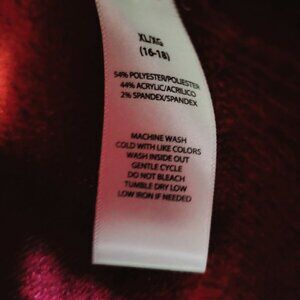 XL/XG
(16-18)
54% POLYESTER/POLIESTER
44% ACRYLIC/ACRILICO
2% SPANDEX/SPANDEX
MACHINE WASH
COLD WITH LIKE COLORS
WASH INSIDE OUT
GENTLE CYCLE
DO NOT BLEACH
TUMBLE DRY LOW
LOW IRON IF NEEDED